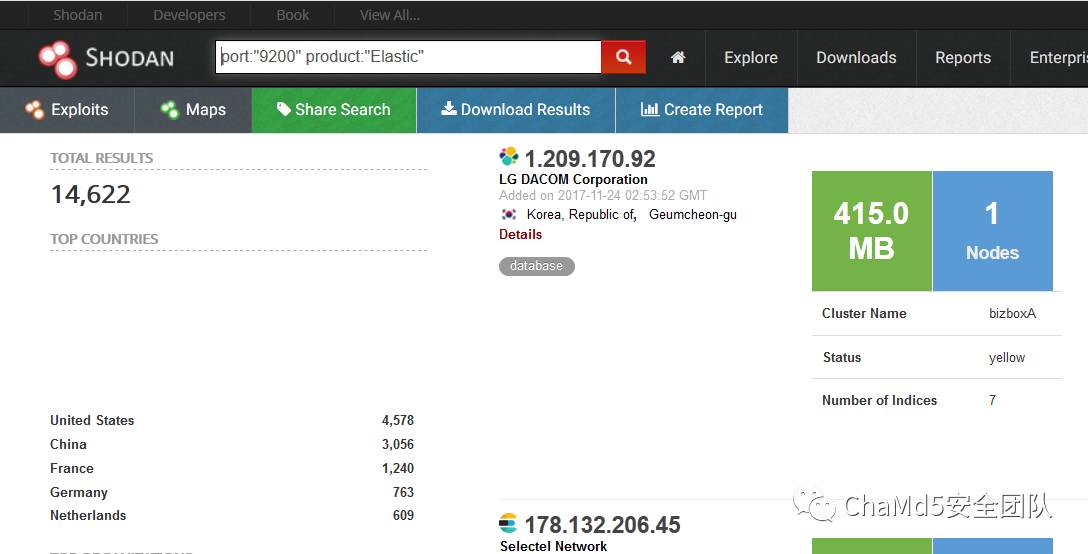 Shodan Developers Book View All...
SHODAN port:"9200" product:"Elastic" Explore Downloads Reports
Exploits Maps Share Search Download Results Create Report
TOTAL RESULTS
14,622
TOP COUNTRIES
United States 4,578
China 3,056
France 1,240
Germany 763
Netherlands 609
1.209.170.92
LG DACOM Corporation
Added on 2017-11-24 02:53:52 GMT
Korea, Republic of, Geumcheon-gu
Details
database
415.0
MB
1
Nodes
Cluster Name bizboxA
Status yellow
Number of Indices 7
178.132.206.45
Selectel Network
ChaMd5安全团队